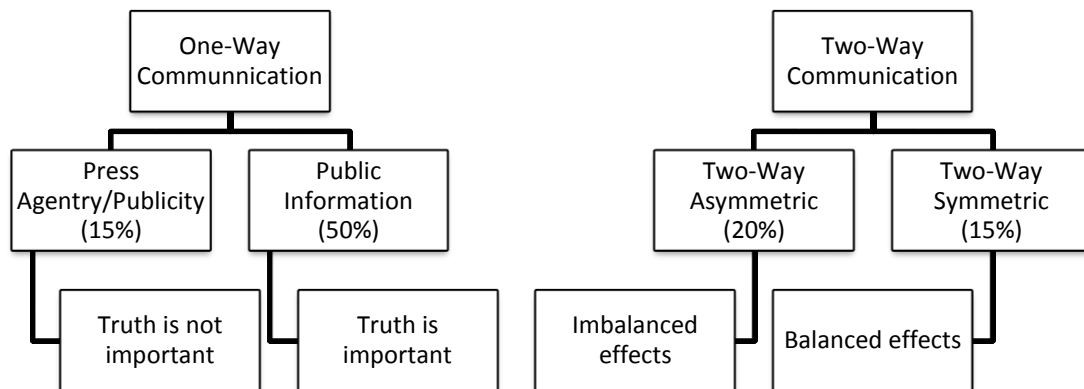 One-Way
Communnication
Two-Way
Communication
Press
Agentry/Publicity
(15%)
Public
Information
(50%)
Two-Way
Asymmetric
(20%)
Two-Way
Symmetric
(15%)
Truth is not
important
Truth is
important
Imbalanced
effects
Balanced effects